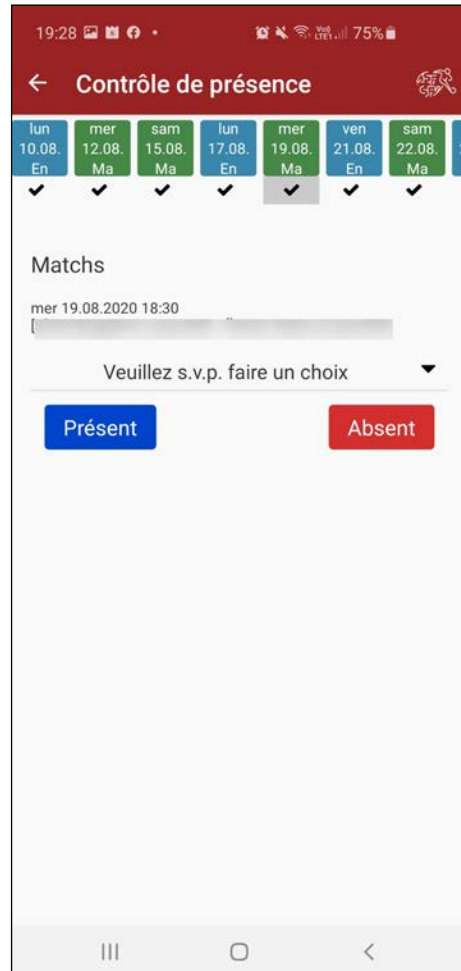 19:28 75%
Contrôle de présence
lun mer sam lun mer ven sam
10.08. 12.08. 15.08. 17.08. 19.08. 21.08. 22.08.
En Ma Ma En Ma En Ma
Matchs
mer 19.08.2020 18:30
Veuillez s.v.p. faire un choix
Présent Absent